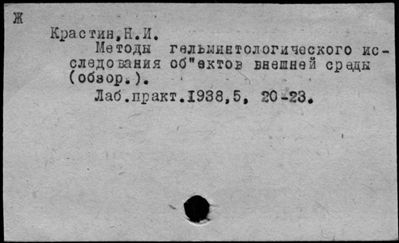 Ж
Крастин,Н.И.
Методы гельминтологического ис-
следования об"ектов внешней среды
(обзор.).
Лаб.практ.1938,5, 20-23.